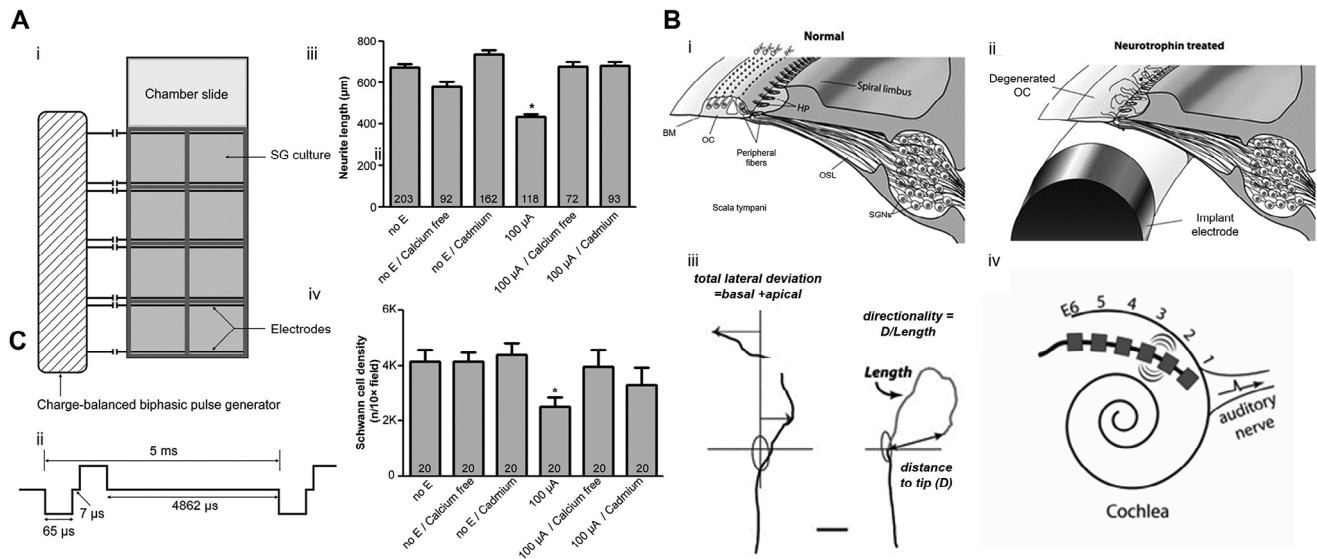 A
i
Chamber slide
SG culture
Electrodes
Charge-balanced biphasic pulse generator
C
ii
5 ms
7 µs
4862 µs
65 µs
iii
Neurite length (µm)
800
600
400
200
0
ii
*
203
92
162
118
72
93
no E
no E / Calcium free
no E / Cadmium
100 µA
100 µA / Calcium free
100 µA / Cadmium
iv
Schwann cell density
(n/10× field)
6K
4K
2K
0
*
20
20
20
20
20
20
no E
no E / Calcium free
no E / Cadmium
100 µA
100 µA / Calcium free
100 µA / Cadmium
B
i
Normal
OHC
OHC
OHC
IHC
Spiral limbus
HP
BM
OC
Peripheral
fibers
OSL
Scala tympani
SGNs
ii
Neurotrophin treated
Degenerated
OC
Implant
electrode
iii
total lateral deviation
=basal +apical
directionality =
D/Length
Length
distance
to tip (D)
iv
E6
5
4
3
2
1
auditory
nerve
Cochlea